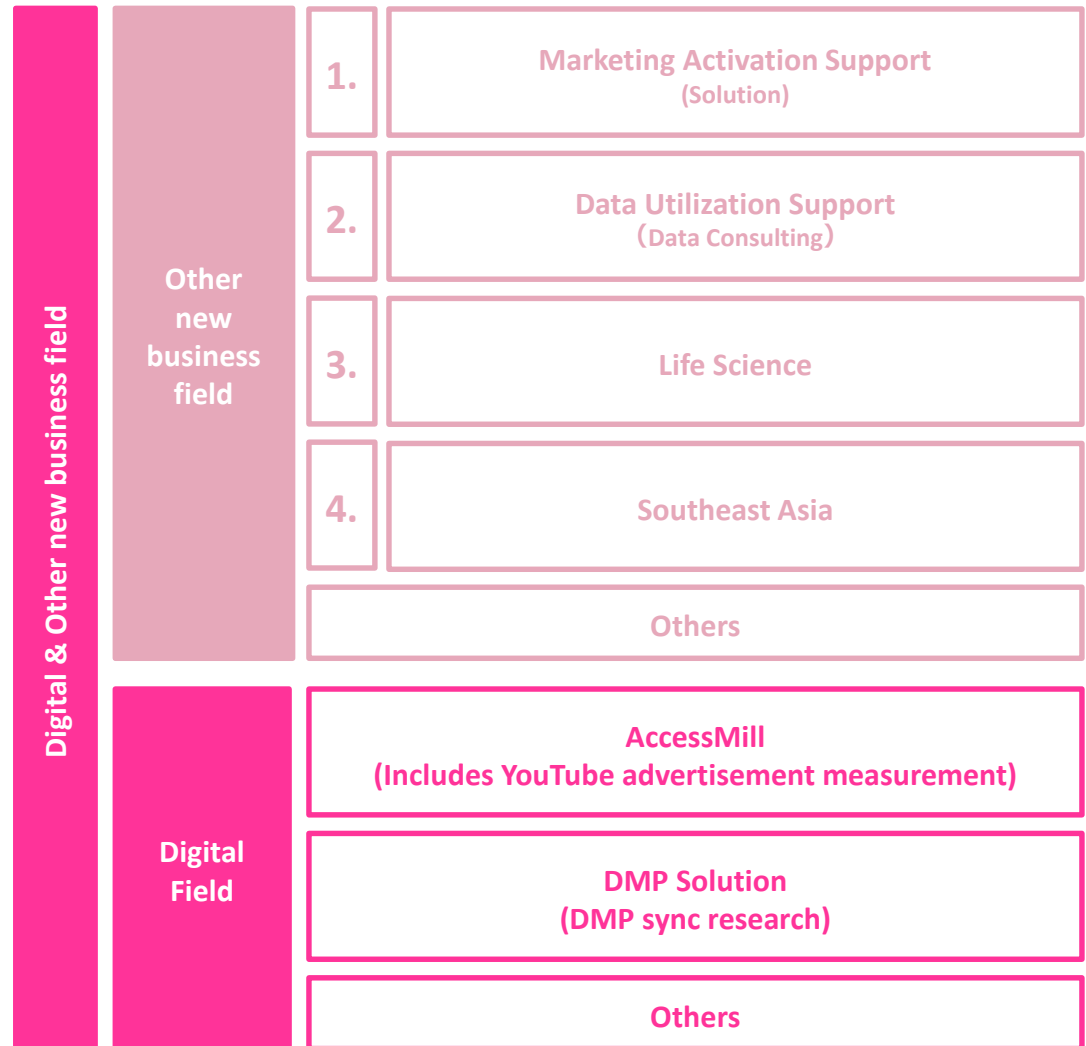 Digital & Other new business field
Other
new
business
field
1.
Marketing Activation Support
(Solution)
2.
Data Utilization Support
（Data Consulting）
3.
Life Science
4.
Southeast Asia
Others
Digital
Field
AccessMill
(Includes YouTube advertisement measurement)
DMP Solution
(DMP sync research)
Others